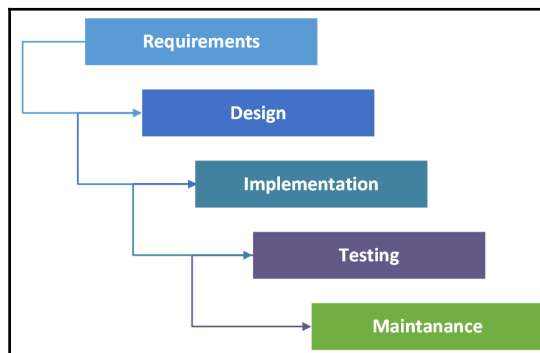 Requirements
Design
Implementation
Testing
Maintanance